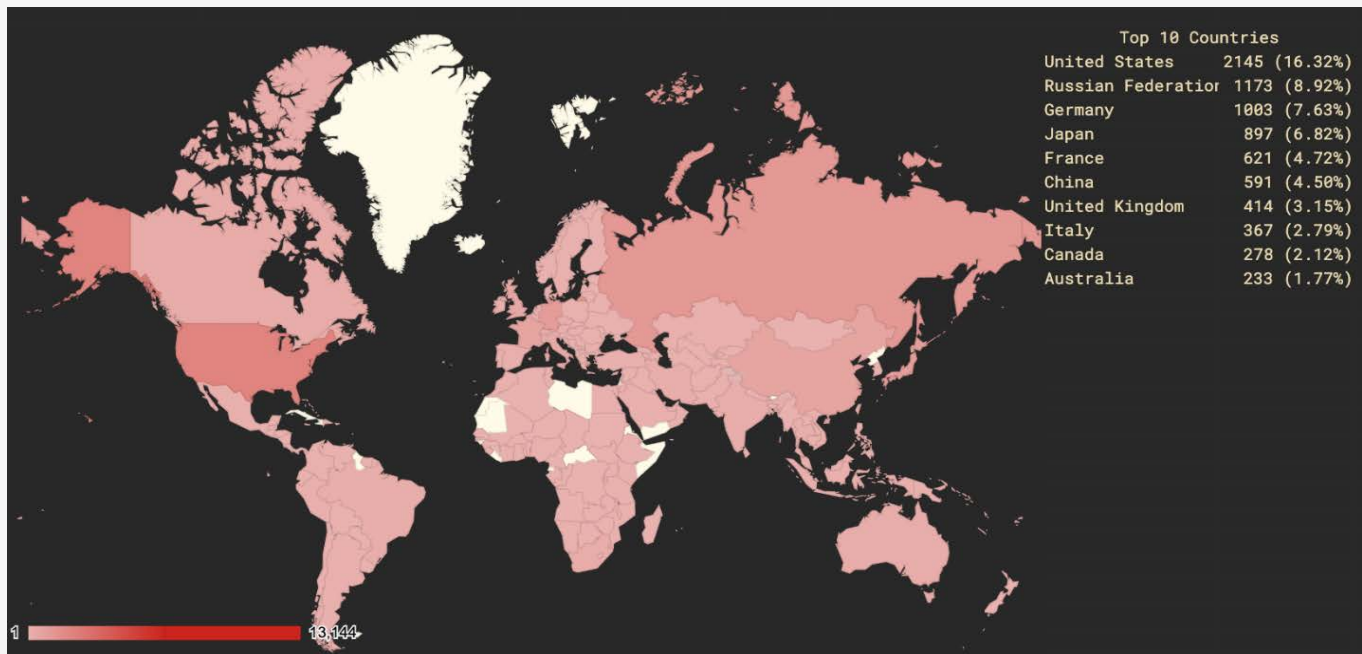 Top 10 Countries
United States 2145 (16.32%)
Russian Federation 1173 (8.92%)
Germany 1003 (7.63%)
Japan 897 (6.82%)
France 621 (4.72%)
China 591 (4.50%)
United Kingdom 414 (3.15%)
Italy 367 (2.79%)
Canada 278 (2.12%)
Australia 233 (1.77%)
1 13,144